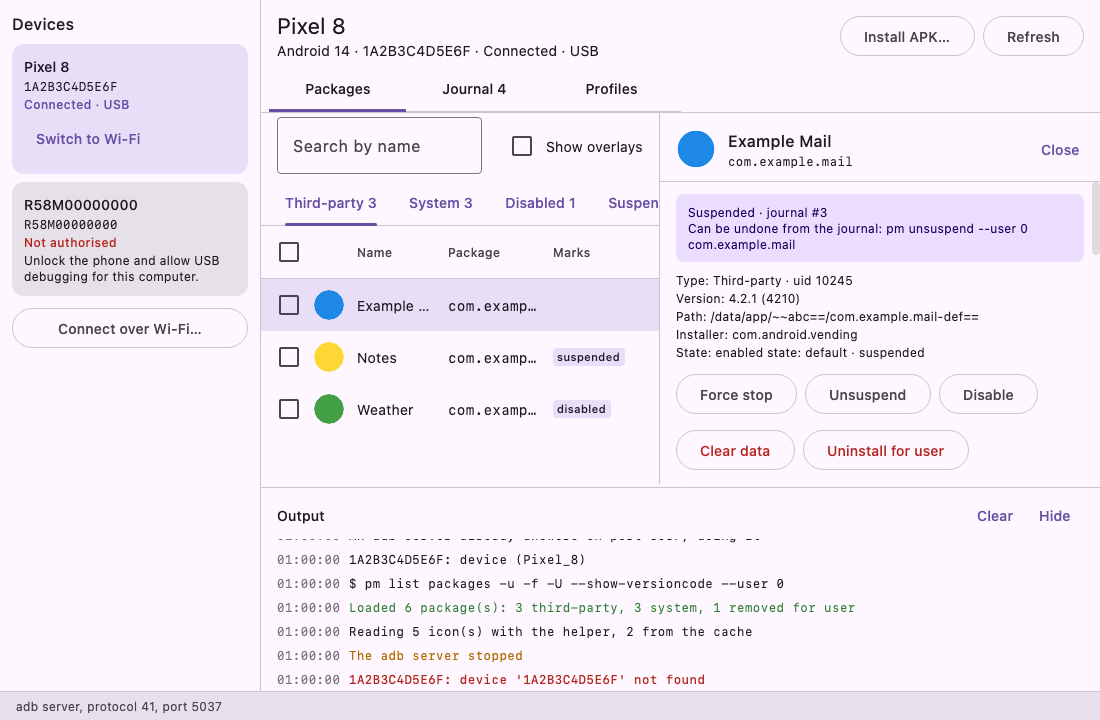 Devices
Pixel 8
1A2B3C4D5E6F
Connected · USB
Switch to Wi-Fi
R58M00000000
R58M00000000
Not authorised
Unlock the phone and allow USB
debugging for this computer.
Connect over Wi-Fi...
Pixel 8
Android 14 · 1A2B3C4D5E6F · Connected · USB
Install APK...
Refresh
Packages
Journal 4
Profiles
Search by name
Show overlays
Third-party 3
System 3
Disabled 1
Suspen
Name
Package
Marks
Example ...
com.examp…
Notes
com.examp…
suspended
Weather
com.examp…
disabled
Example Mail
com.example.mail
Close
Suspended · journal #3
Can be undone from the journal: pm unsuspend --user 0
com.example.mail
Type: Third-party · uid 10245
Version: 4.2.1 (4210)
Path: /data/app/~~abc==/com.example.mail-def==
Installer: com.android.vending
State: enabled state: default · suspended
Force stop
Unsuspend
Disable
Clear data
Uninstall for user
Output
Clear
Hide
01:00:00 1A2B3C4D5E6F: device (Pixel_8)
01:00:00 $ pm list packages -u -f -U --show-versioncode --user 0
01:00:00 Loaded 6 package(s): 3 third-party, 3 system, 1 removed for user
01:00:00 Reading 5 icon(s) with the helper, 2 from the cache
01:00:00 The adb server stopped
01:00:00 1A2B3C4D5E6F: device '1A2B3C4D5E6F' not found
adb server, protocol 41, port 5037